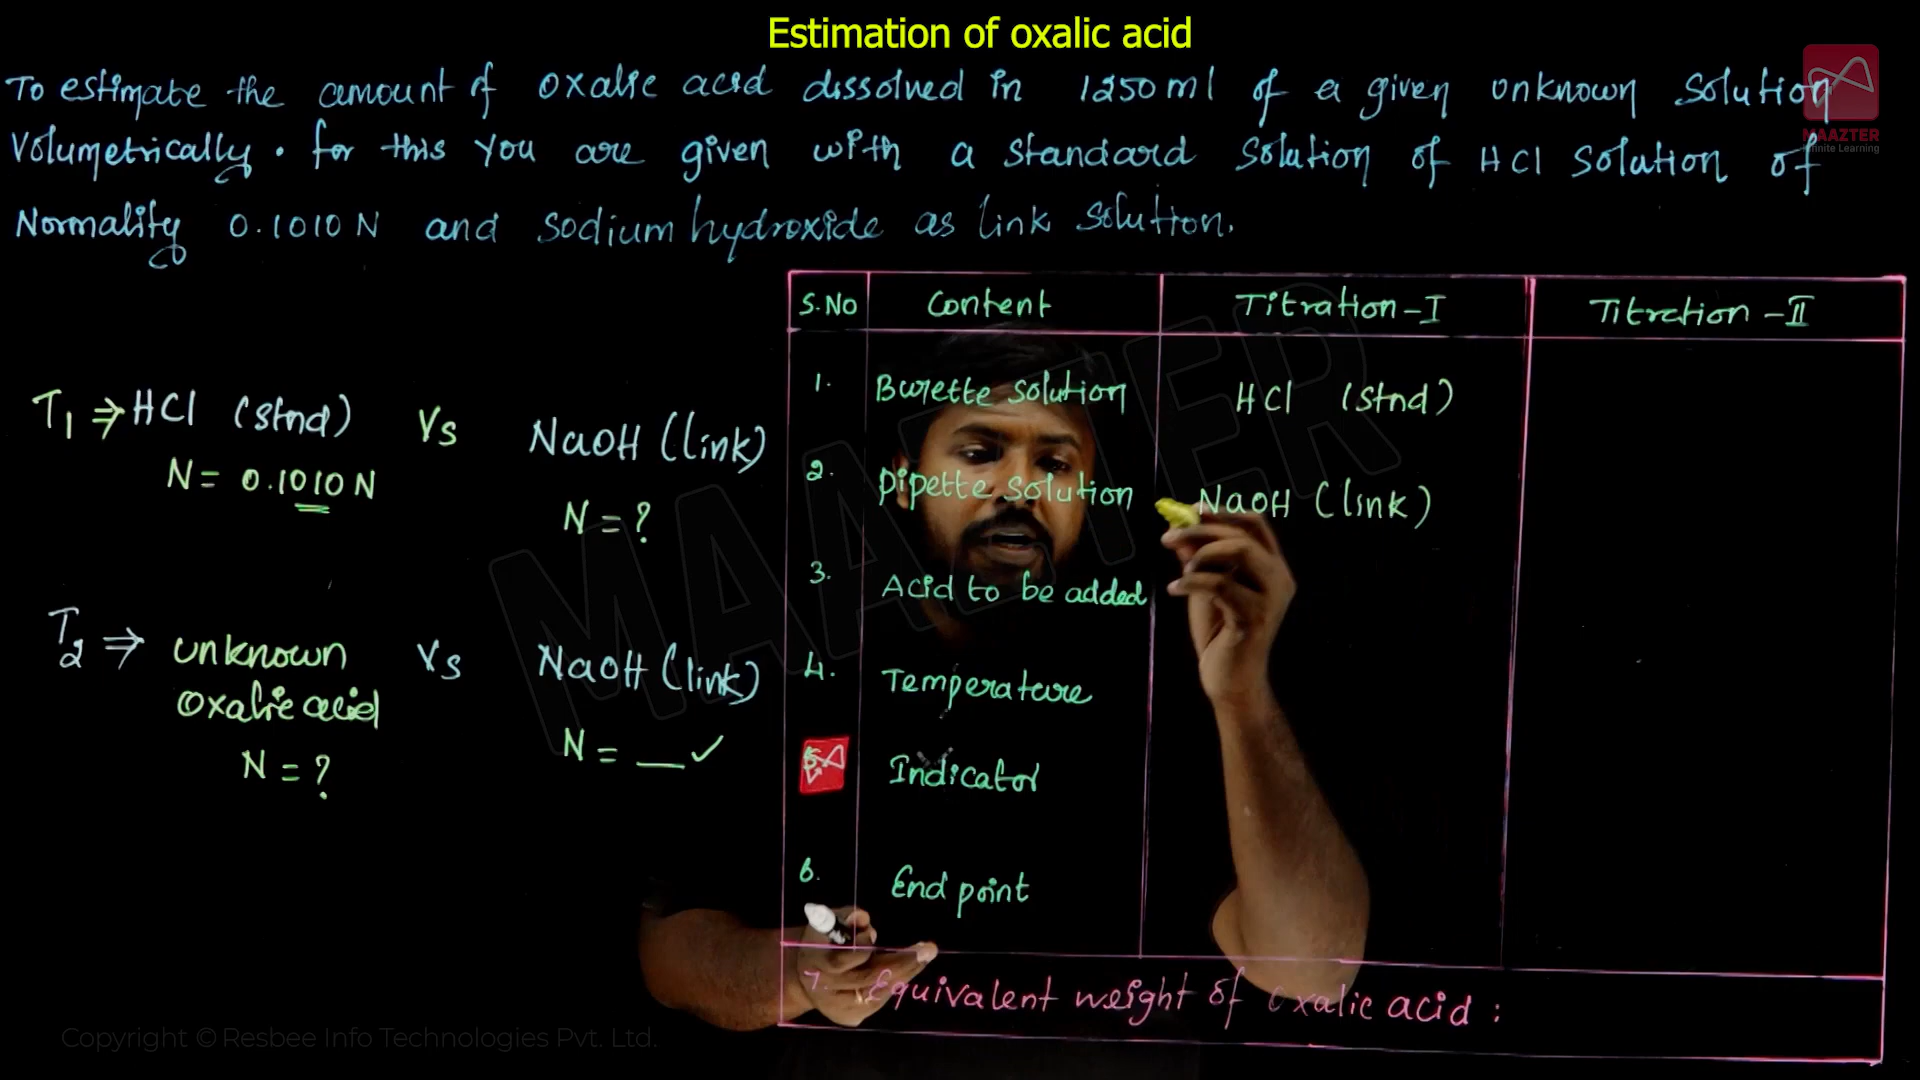 Estimation of oxalic acid
To estimate the amount of oxalic acid dissolved in 1250ml of a given unknown solution
Volumetrically. for this you are given with a standard solution of HCl solution of
Normality 0.1010 N and sodium hydroxide as link solution.
MAAZTER
Infinite Learning
S.No Content Titration-I Titration-II
T1 ⇒ HCl (stnd) Vs NaOH (link)
N = 0.1010 N
N = ?
T2 ⇒ unknown oxalic acid Vs NaOH (link)
N = ?
N = __ ✓
1. Burette solution HCl (stnd)
2. Pipette solution NaOH (link)
3. Acid to be added
4. Temperature
5. Indicator
6. End point
7. Equivalent weight of oxalic acid :
MAAZTER
Copyright © Resbee Info Technologies Pvt. Ltd.